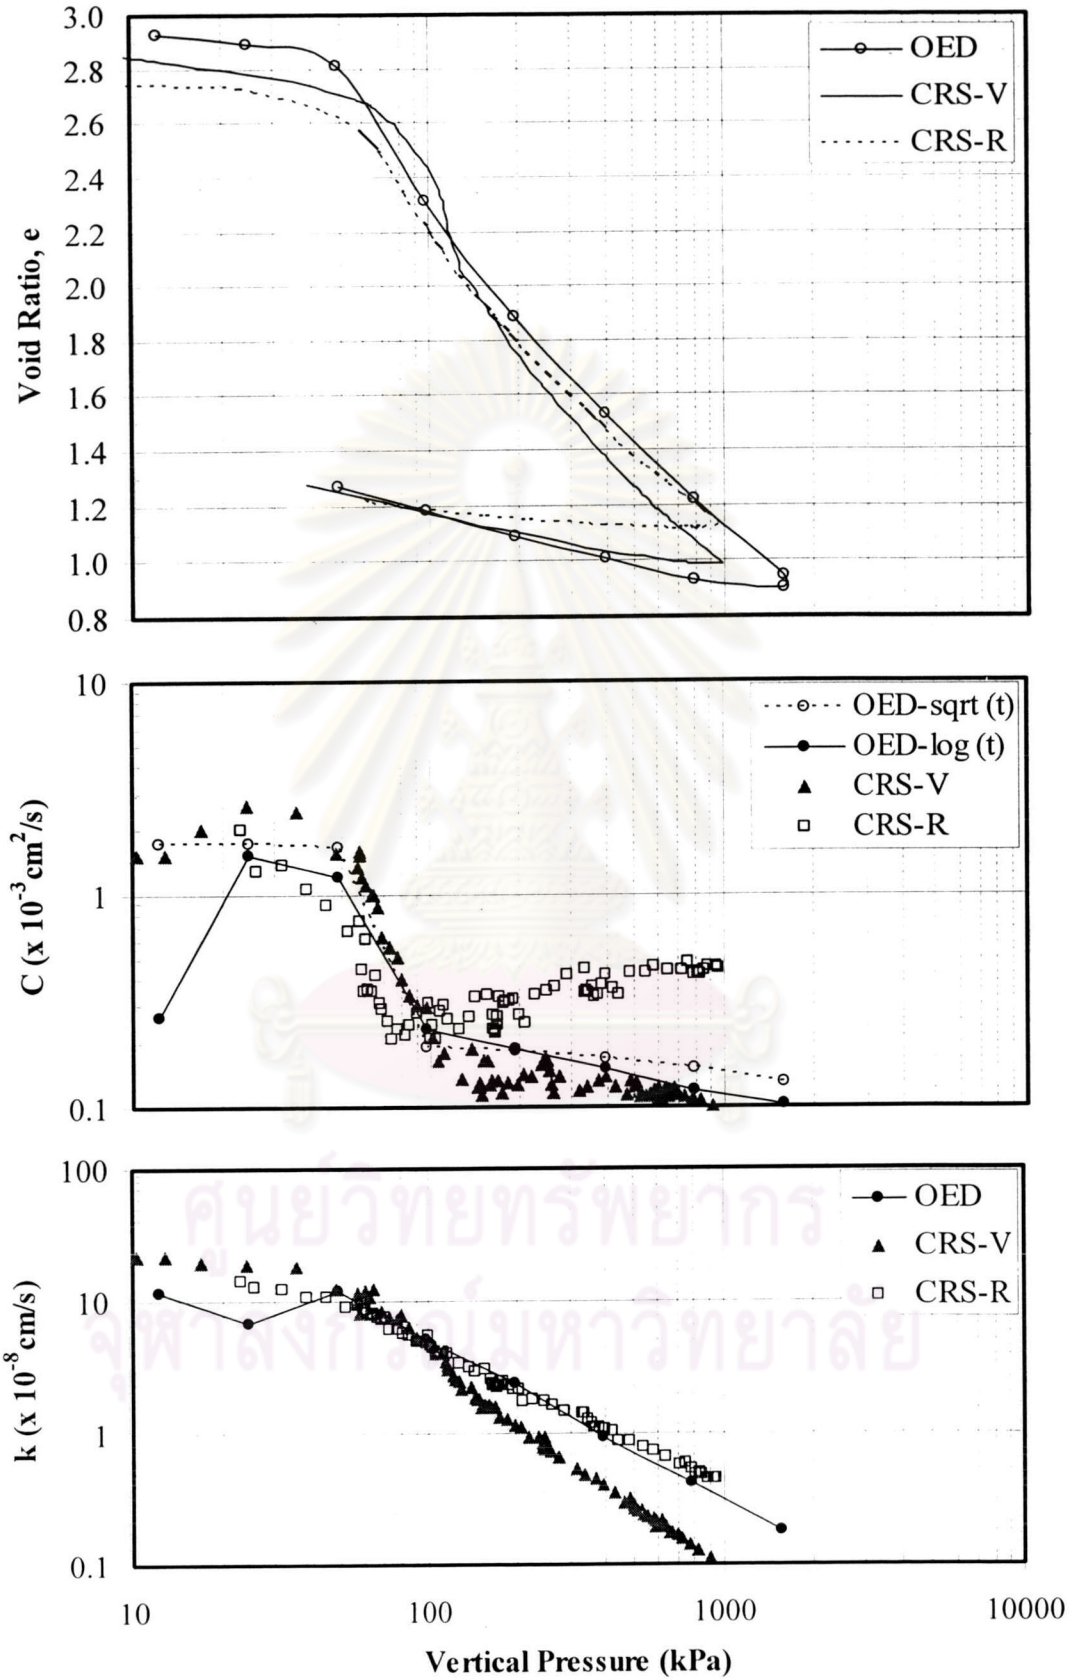 3.0
2.8
2.6
2.4
2.2
2.0
1.8
1.6
1.4
1.2
1.0
0.8
Void Ratio, e
OED
CRS-V
CRS-R
10
1
0.1
C (x 10⁻³ cm²/s)
OED-sqrt (t)
OED-log (t)
CRS-V
CRS-R
100
10
1
0.1
k (x 10⁻⁸ cm/s)
OED
CRS-V
CRS-R
ศูนย์วิทยทรัพยากร
จุฬาลงกรณ์มหาวิทยาลัย
10 100 1000 10000
Vertical Pressure (kPa)